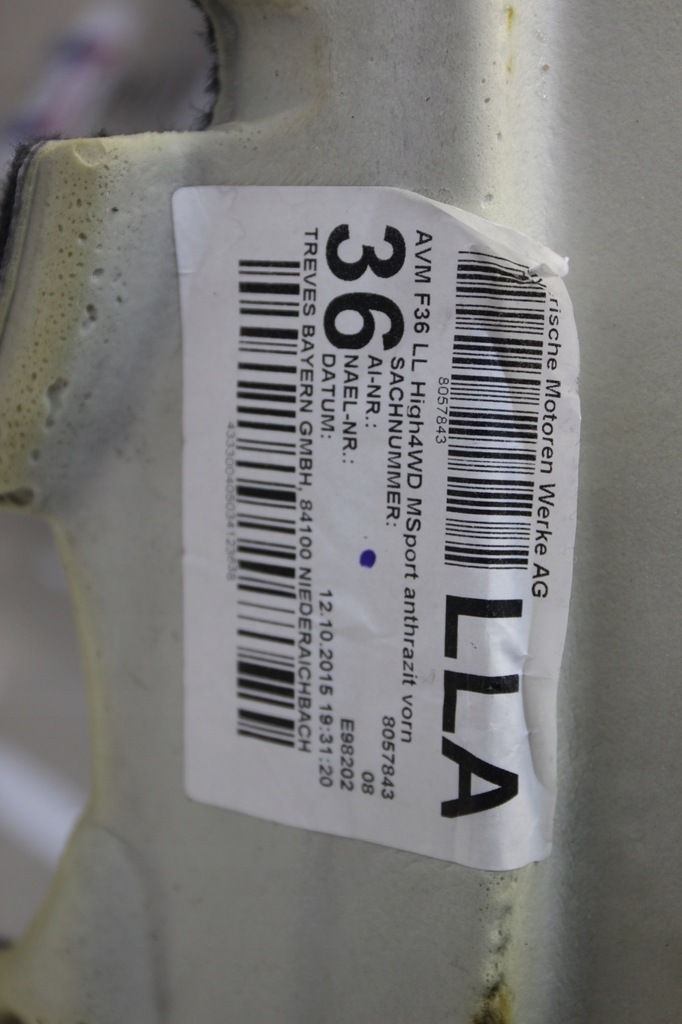 Motoren Werke AG
LLA
8057843
AVM F36 LL High4WD MSport anthrazit vorn
36
SACHNUMMER: 8057843
AI-NR.: 08
NAEL-NR.: E98202
DATUM: 12.10.2015 19:31:20
TREVES BAYERN GMBH, 84100 NIEDERAICHBACH